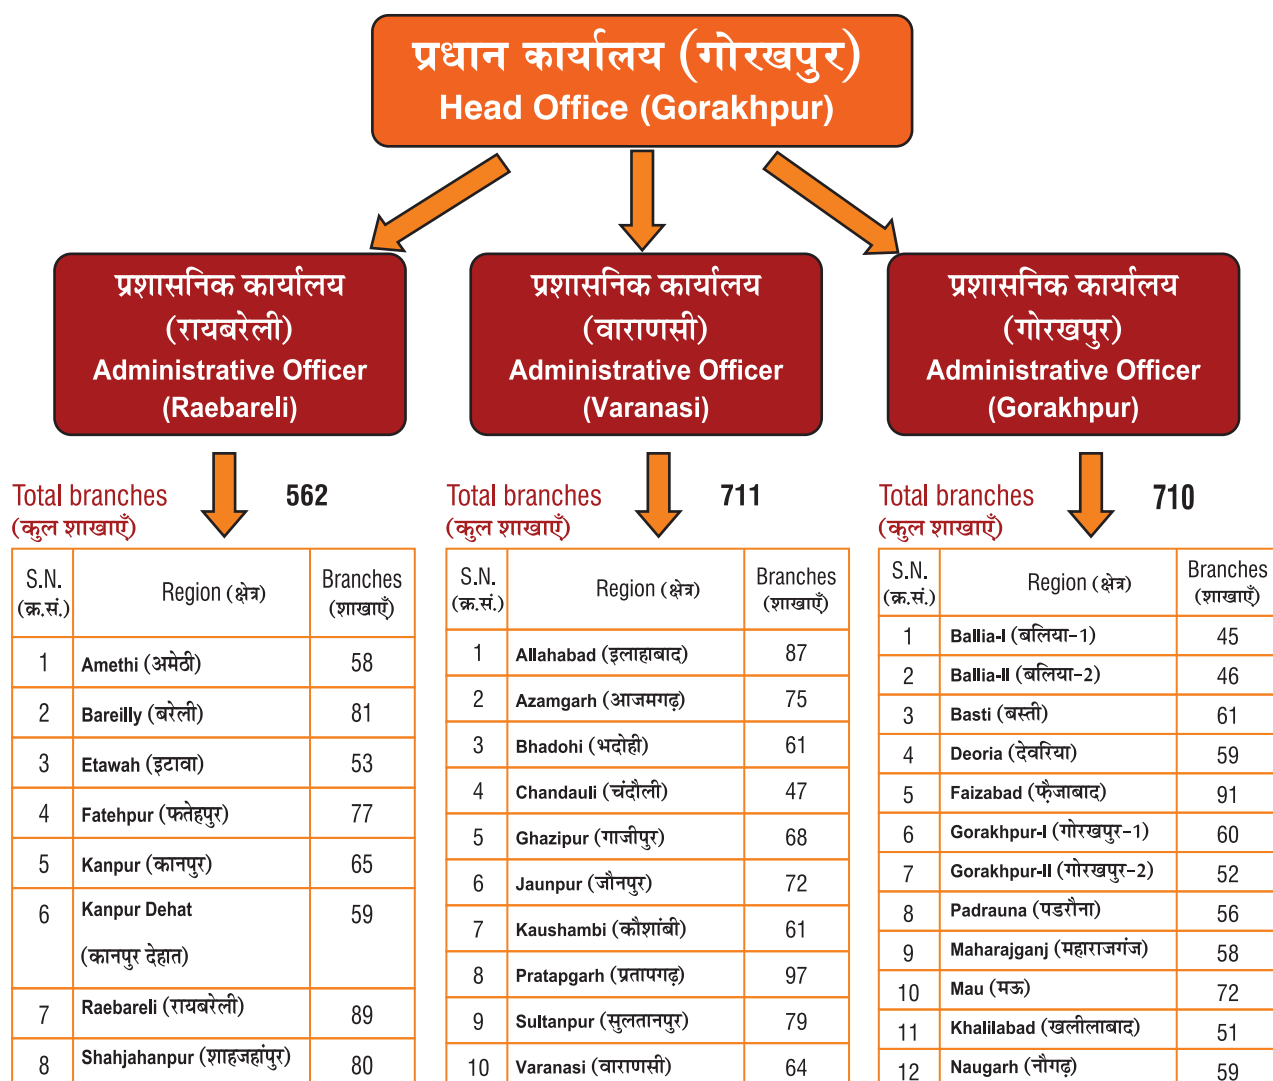 प्रधान कार्यालय (गोरखपुर)
Head Office (Gorakhpur)
प्रशासनिक कार्यालय
(रायबरेली)
Administrative Officer
(Raebareli)
प्रशासनिक कार्यालय
(वाराणसी)
Administrative Officer
(Varanasi)
प्रशासनिक कार्यालय
(गोरखपुर)
Administrative Officer
(Gorakhpur)
Total branches 562
(कुल शाखाएँ)
S.N. Region (क्षेत्र) Branches
(क्र.सं.) (शाखाएँ)
1 Amethi (अमेठी) 58
2 Bareilly (बरेली) 81
3 Etawah (इटावा) 53
4 Fatehpur (फतेहपुर) 77
5 Kanpur (कानपुर) 65
6 Kanpur Dehat 59
(कानपुर देहात)
7 Raebareli (रायबरेली) 89
8 Shahjahanpur (शाहजहांपुर) 80
Total branches 711
(कुल शाखाएँ)
S.N. Region (क्षेत्र) Branches
(क्र.सं.) (शाखाएँ)
1 Allahabad (इलाहाबाद) 87
2 Azamgarh (आजमगढ़) 75
3 Bhadohi (भदोही) 61
4 Chandauli (चंदौली) 47
5 Ghazipur (गाजीपुर) 68
6 Jaunpur (जौनपुर) 72
7 Kaushambi (कौशांबी) 61
8 Pratapgarh (प्रतापगढ़) 97
9 Sultanpur (सुलतानपुर) 79
10 Varanasi (वाराणसी) 64
Total branches 710
(कुल शाखाएँ)
S.N. Region (क्षेत्र) Branches
(क्र.सं.) (शाखाएँ)
1 Ballia-I (बलिया-1) 45
2 Ballia-II (बलिया-2) 46
3 Basti (बस्ती) 61
4 Deoria (देवरिया) 59
5 Faizabad (फै़जाबाद) 91
6 Gorakhpur-I (गोरखपुर-1) 60
7 Gorakhpur-II (गोरखपुर-2) 52
8 Padrauna (पडरौना) 56
9 Maharajganj (महाराजगंज) 58
10 Mau (मऊ) 72
11 Khalilabad (खलीलाबाद) 51
12 Naugarh (नौगढ़) 59